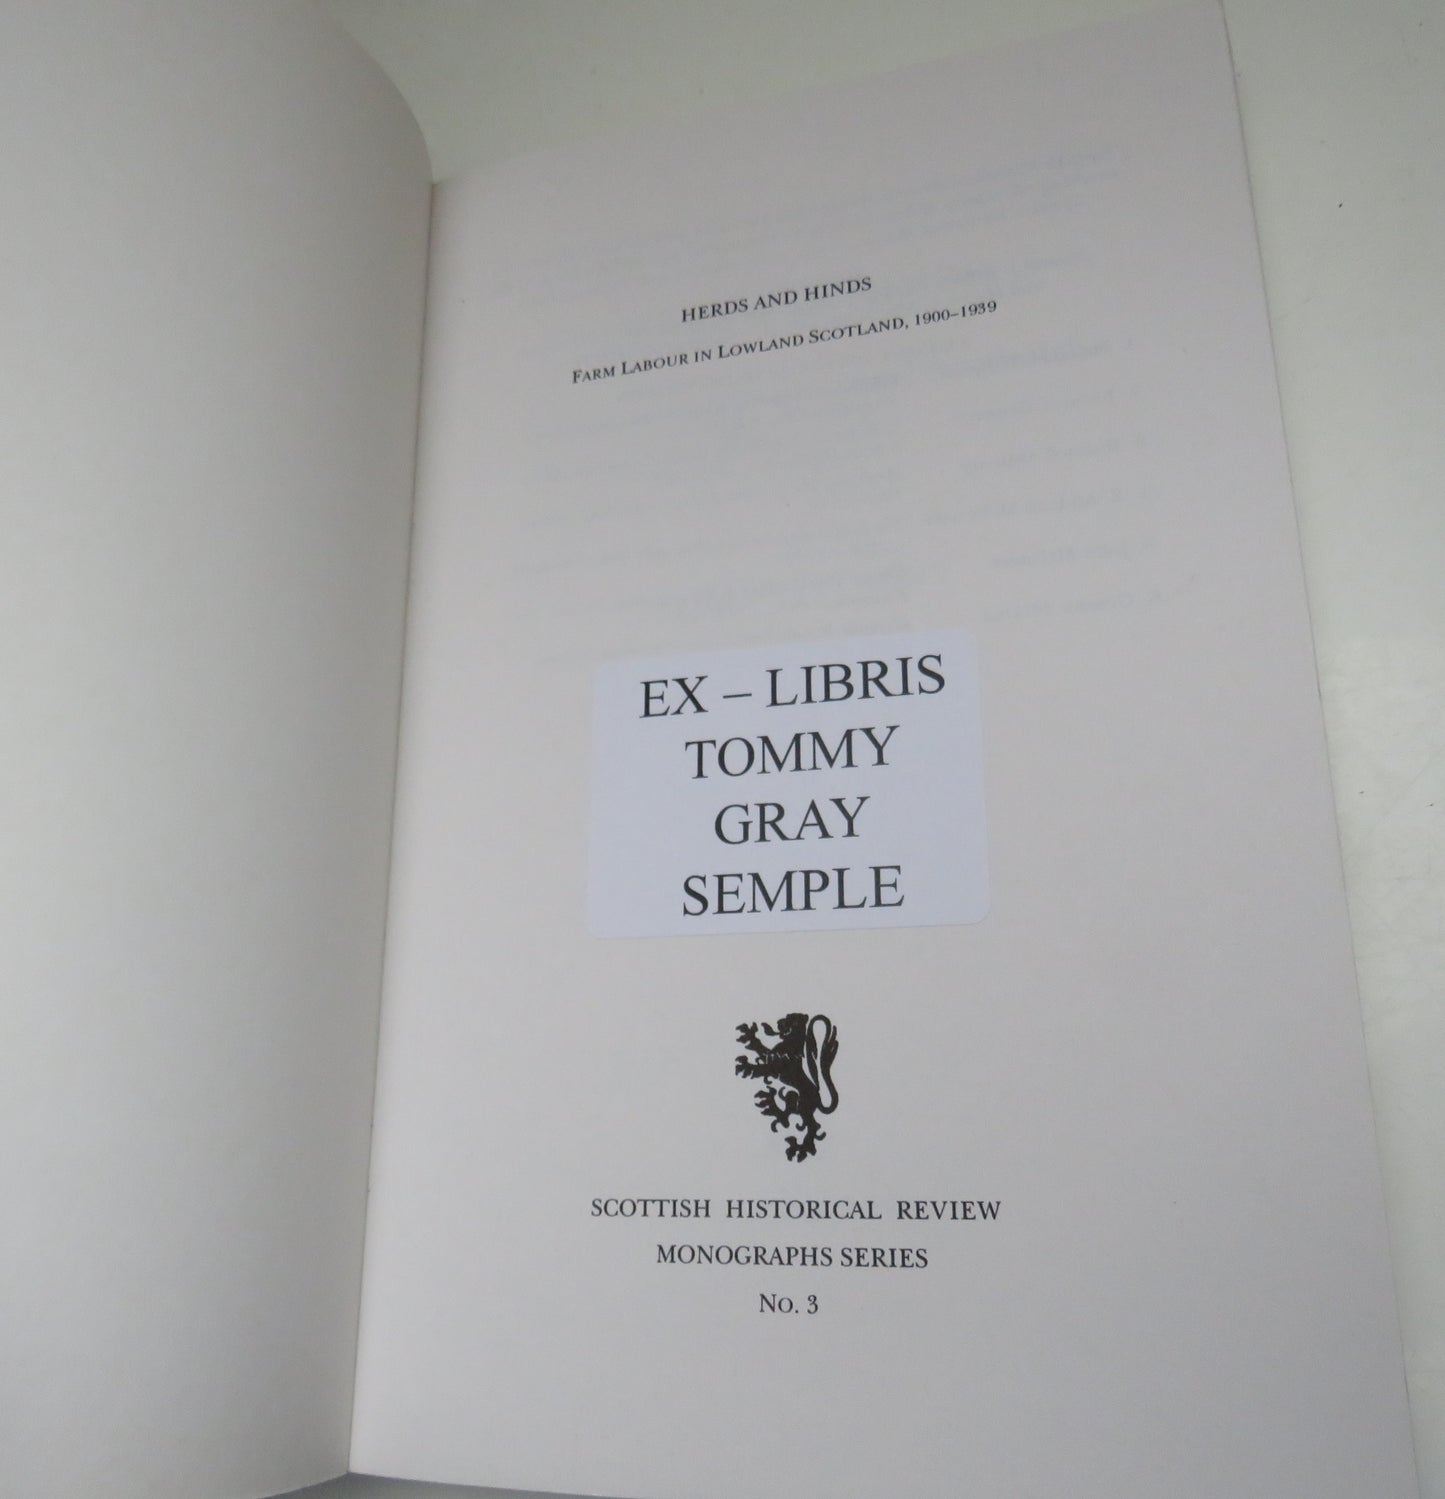 HERDS AND HINDS
FARM LABOUR IN LOWLAND SCOTLAND, 1900–1939
EX – LIBRIS
TOMMY
GRAY
SEMPLE
SCOTTISH HISTORICAL REVIEW
MONOGRAPHS SERIES
No. 3